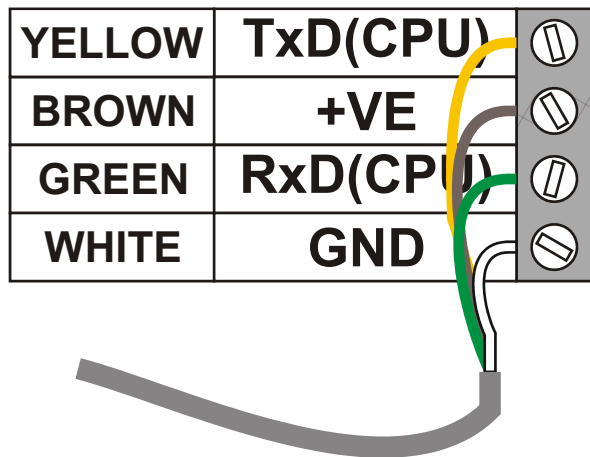 YELLOW TxD(CPU)
BROWN +VE
GREEN RxD(CPU)
WHITE GND